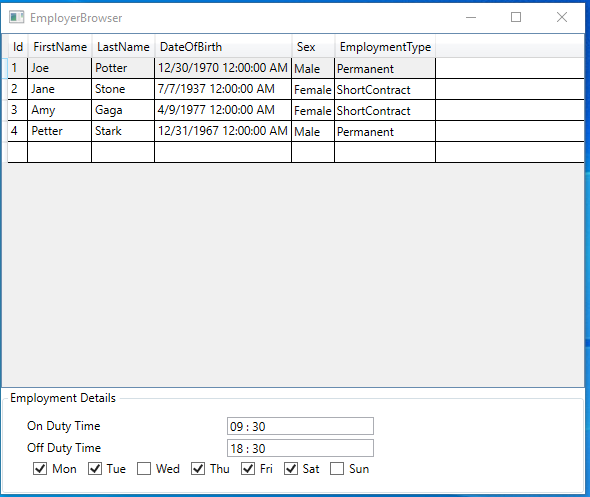 EmployerBrowser
Id FirstName LastName DateOfBirth Sex EmploymentType
1 Joe Potter 12/30/1970 12:00:00 AM Male Permanent
2 Jane Stone 7/7/1937 12:00:00 AM Female ShortContract
3 Amy Gaga 4/9/1977 12:00:00 AM Female ShortContract
4 Petter Stark 12/31/1967 12:00:00 AM Male Permanent
Employment Details
On Duty Time 09 : 30
Off Duty Time 18 : 30
Mon Tue Wed Thu Fri Sat Sun